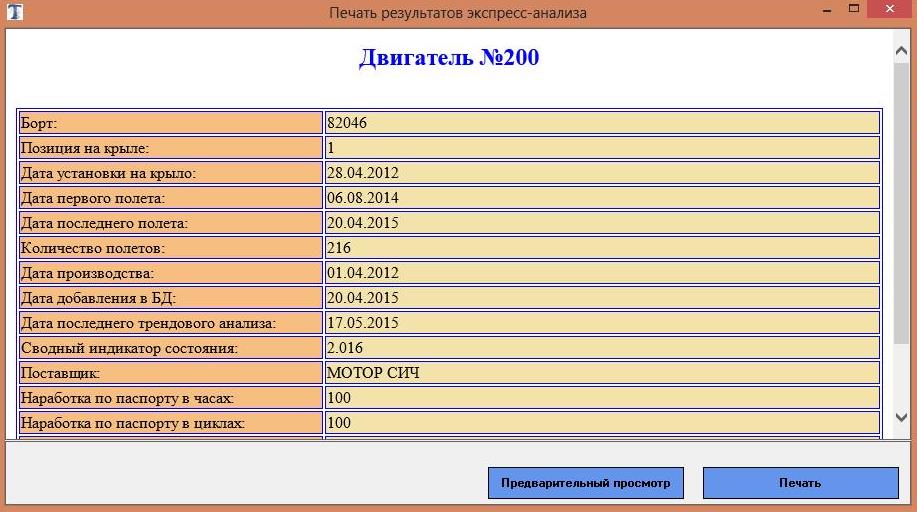 Печать результатов экспресс-анализа
Двигатель №200
Борт: 82046
Позиция на крыле: 1
Дата установки на крыло: 28.04.2012
Дата первого полета: 06.08.2014
Дата последнего полета: 20.04.2015
Количество полетов: 216
Дата производства: 01.04.2012
Дата добавления в БД: 20.04.2015
Дата последнего трендового анализа: 17.05.2015
Сводный индикатор состояния: 2.016
Поставщик: МОТОР СИЧ
Наработка по паспорту в часах: 100
Наработка по паспорту в циклах: 100
Предварительный просмотр Печать